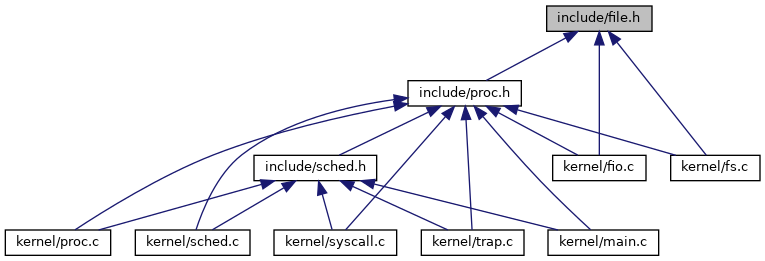 include/file.h
include/proc.h
include/sched.h
kernel/fio.c
kernel/fs.c
kernel/proc.c
kernel/sched.c
kernel/syscall.c
kernel/trap.c
kernel/main.c